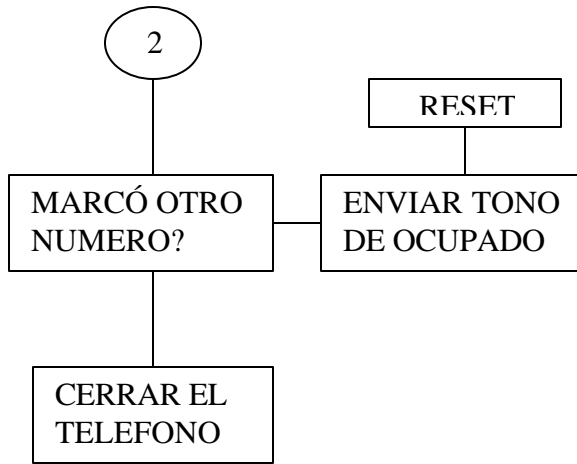 2
RESET
MARCÓ OTRO
NUMERO?
ENVIAR TONO
DE OCUPADO
CERRAR EL
TELEFONO